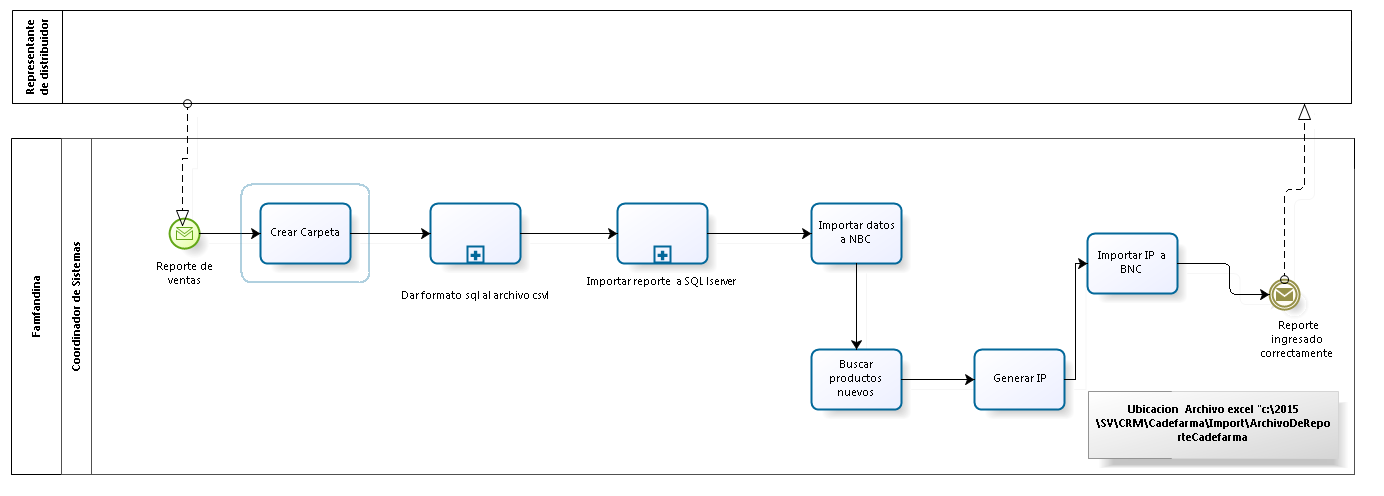 Representante
de distribuidor
Famfandina
Coordinador de Sistemas
Reporte de
ventas
Crear Carpeta
Dar formato sql al archivo csvl
Importar reporte a SQL lserver
Importar datos
a NBC
Buscar
productos
nuevos
Generar IP
Importar IP a
BNC
Reporte
ingresado
correctamente
Ubicacion Archivo excel "c:\2015
\SV\CRM\Cadefarma\Import\ArchivoDeRepo
rteCadefarma